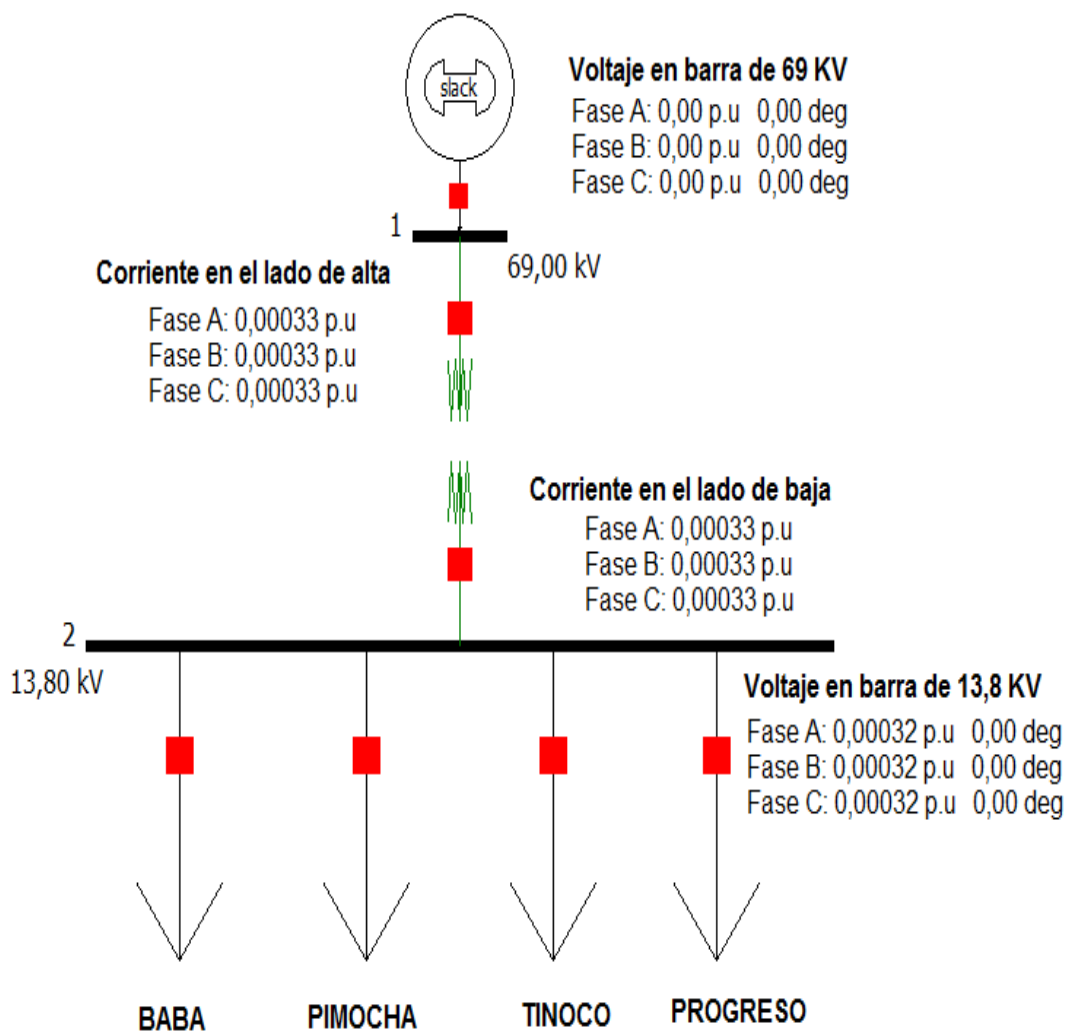 slack
Voltaje en barra de 69 KV
Fase A: 0,00 p.u 0,00 deg
Fase B: 0,00 p.u 0,00 deg
Fase C: 0,00 p.u 0,00 deg
1
69,00 kV
Corriente en el lado de alta
Fase A: 0,00033 p.u
Fase B: 0,00033 p.u
Fase C: 0,00033 p.u
Corriente en el lado de baja
Fase A: 0,00033 p.u
Fase B: 0,00033 p.u
Fase C: 0,00033 p.u
2
13,80 kV
Voltaje en barra de 13,8 KV
Fase A: 0,00032 p.u 0,00 deg
Fase B: 0,00032 p.u 0,00 deg
Fase C: 0,00032 p.u 0,00 deg
BABA PIMOCHA TINOCO PROGRESO